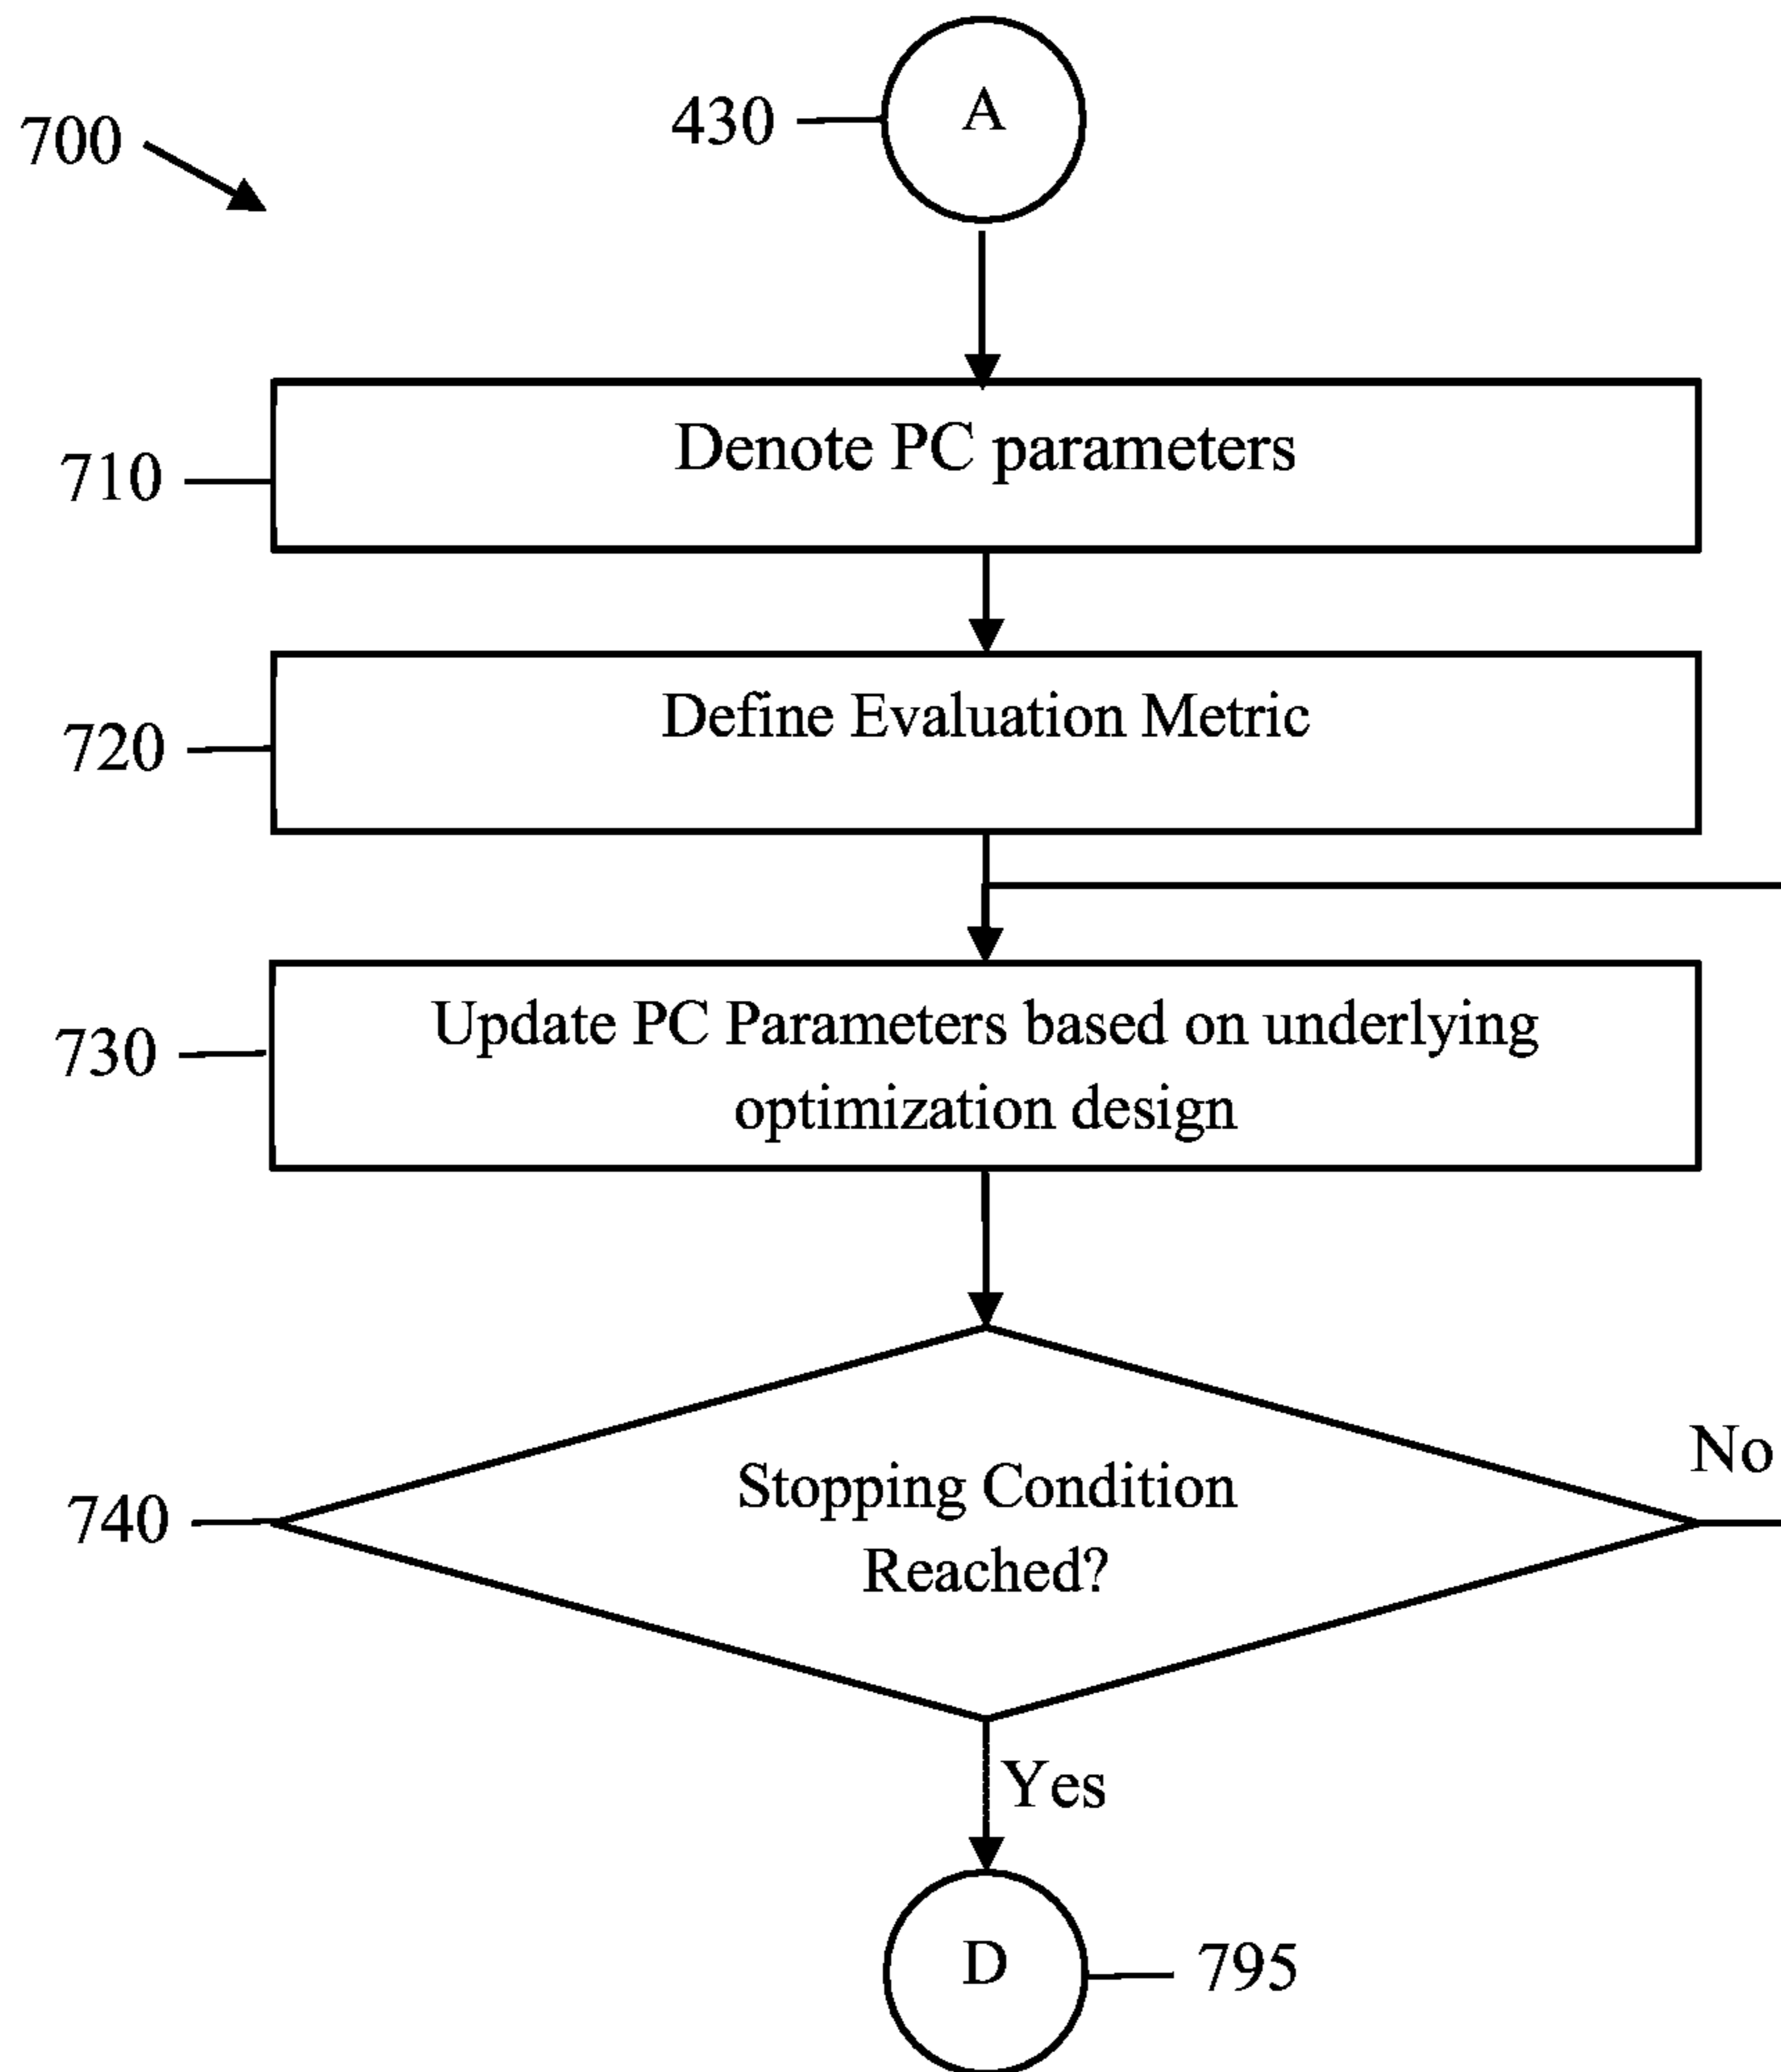 700
430
A
710
Denote PC parameters
720
Define Evaluation Metric
730
Update PC Parameters based on underlying
optimization design
740
Stopping Condition
Reached?
No
Yes
D
795